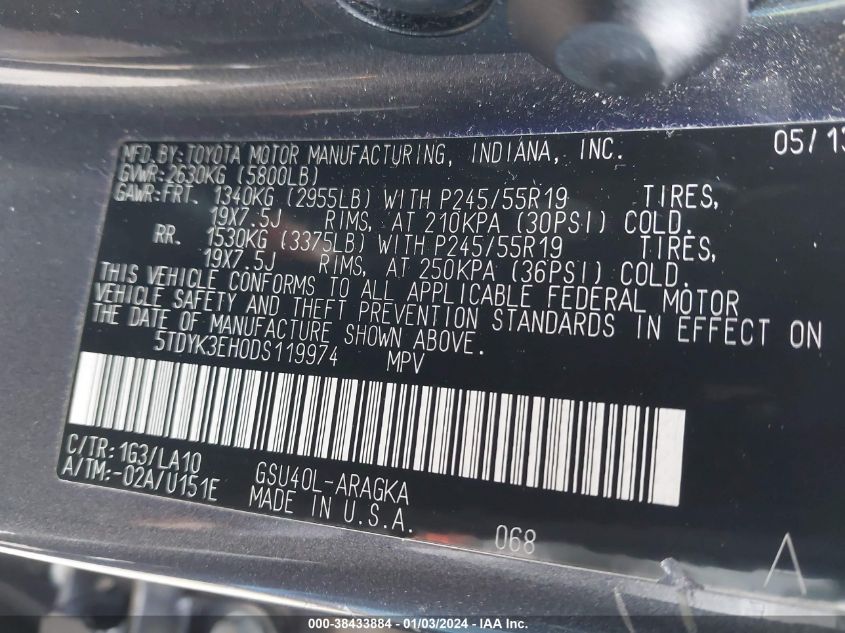 MFD.BY:TOYOTA MOTOR MANUFACTURING, INDIANA, INC. 05/13
GVWR:2630KG (5800LB)
GAWR:FRT. 1340KG (2955LB) WITH P245/55R19 TIRES,
19X7.5J RIMS, AT 210KPA (30PSI) COLD.
RR. 1530KG (3375LB) WITH P245/55R19 TIRES,
19X7.5J RIMS, AT 250KPA (36PSI) COLD.
THIS VEHICLE CONFORMS TO ALL APPLICABLE FEDERAL MOTOR
VEHICLE SAFETY AND THEFT PREVENTION STANDARDS IN EFFECT ON
THE DATE OF MANUFACTURE SHOWN ABOVE.
5TDYK3EH0DS119974 MPV
C/TR:1G3/LA10
A/TM:-02A/U151E
GSU40L-ARAGKA
MADE IN U.S.A.
068
A
000-38433884 - 01/03/2024 - IAA Inc.